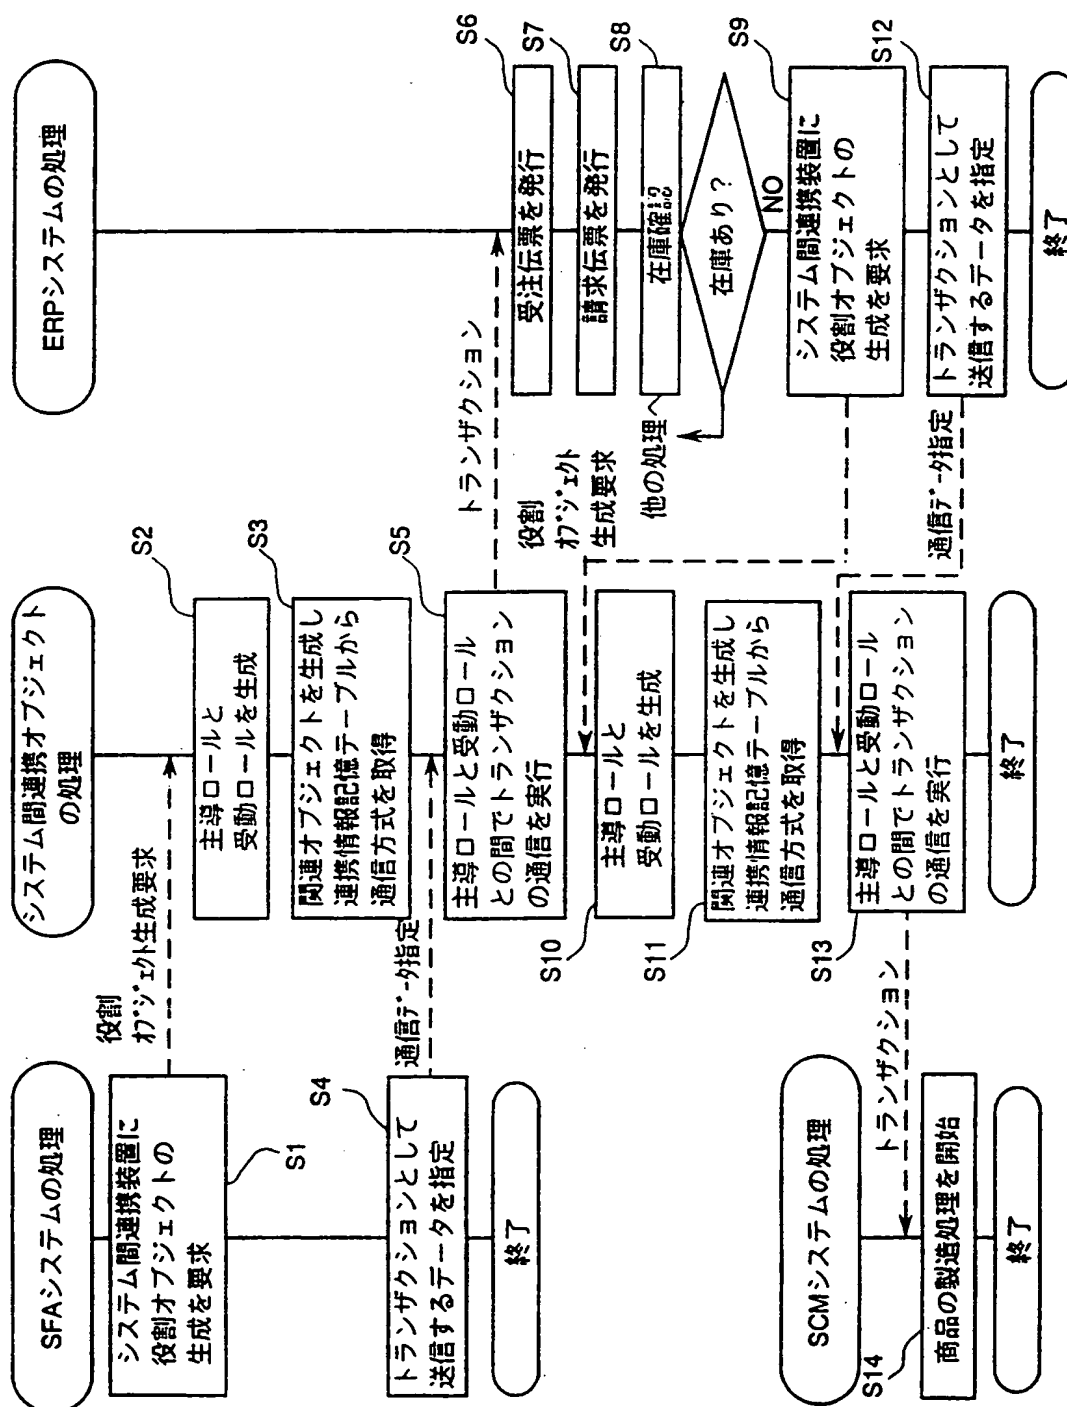 SFAシステムの処理
システム間連携装置に
役割オブジェクトの
生成を要求
S1
役割
オブジェクト生成要求
トランザクションとして
送信するデータを指定
S4
通信データ指定
終了
SCMシステムの処理
トランザクション
商品の製造処理を開始
S14
終了
システム間連携オブジェクト
の処理
主導ロールと
受動ロールを生成
S2
関連オブジェクトを生成し
連携情報記憶テーブルから
通信方式を取得
S3
主導ロールと受動ロール
との間でトランザクション
の通信を実行
S5
トランザクション
役割
オブジェクト
生成要求
主導ロールと
受動ロールを生成
S10
関連オブジェクトを生成し
連携情報記憶テーブルから
通信方式を取得
S11
主導ロールと受動ロール
との間でトランザクション
の通信を実行
S13
終了
ERPシステムの処理
受注伝票を発行
S6
請求伝票を発行
S7
在庫確認
S8
在庫あり?
他の処理へ
NO
システム間連携装置に
役割オブジェクトの
生成を要求
S9
トランザクションとして
送信するデータを指定
S12
通信データ指定
終了